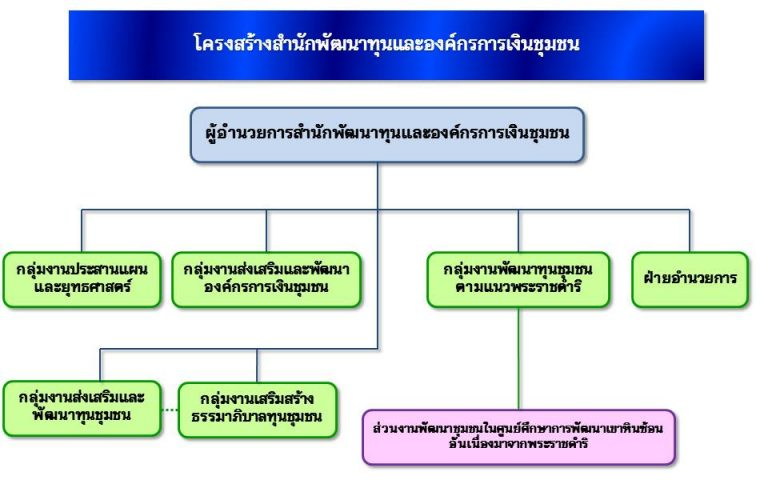 โครงสร้างสำนักพัฒนาทุนและองค์กรการเงินชุมชน
ผู้อำนวยการสำนักพัฒนาทุนและองค์กรการเงินชุมชน
กลุ่มงานประสานแผน
และยุทธศาสตร์
กลุ่มงานส่งเสริมและพัฒนา
องค์กรการเงินชุมชน
กลุ่มงานพัฒนาทุนชุมชน
ตามแนวพระราชดำริ
ฝ่ายอำนวยการ
กลุ่มงานส่งเสริมและ
พัฒนาทุนชุมชน
กลุ่มงานเสริมสร้าง
ธรรมาภิบาลทุนชุมชน
ส่วนงานพัฒนาชุมชนในศูนย์ศึกษาการพัฒนาเขาหินซ้อน
อันเนื่องมาจากพระราชดำริ